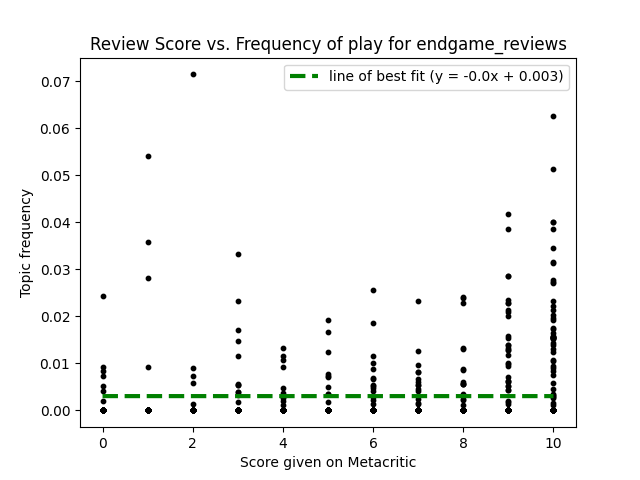 Review Score vs. Frequency of play for endgame_reviews
line of best fit (y = -0.0x + 0.003)
0.07
0.06
0.05
0.04
0.03
0.02
0.01
0.00
Topic frequency
0 2 4 6 8 10
Score given on Metacritic